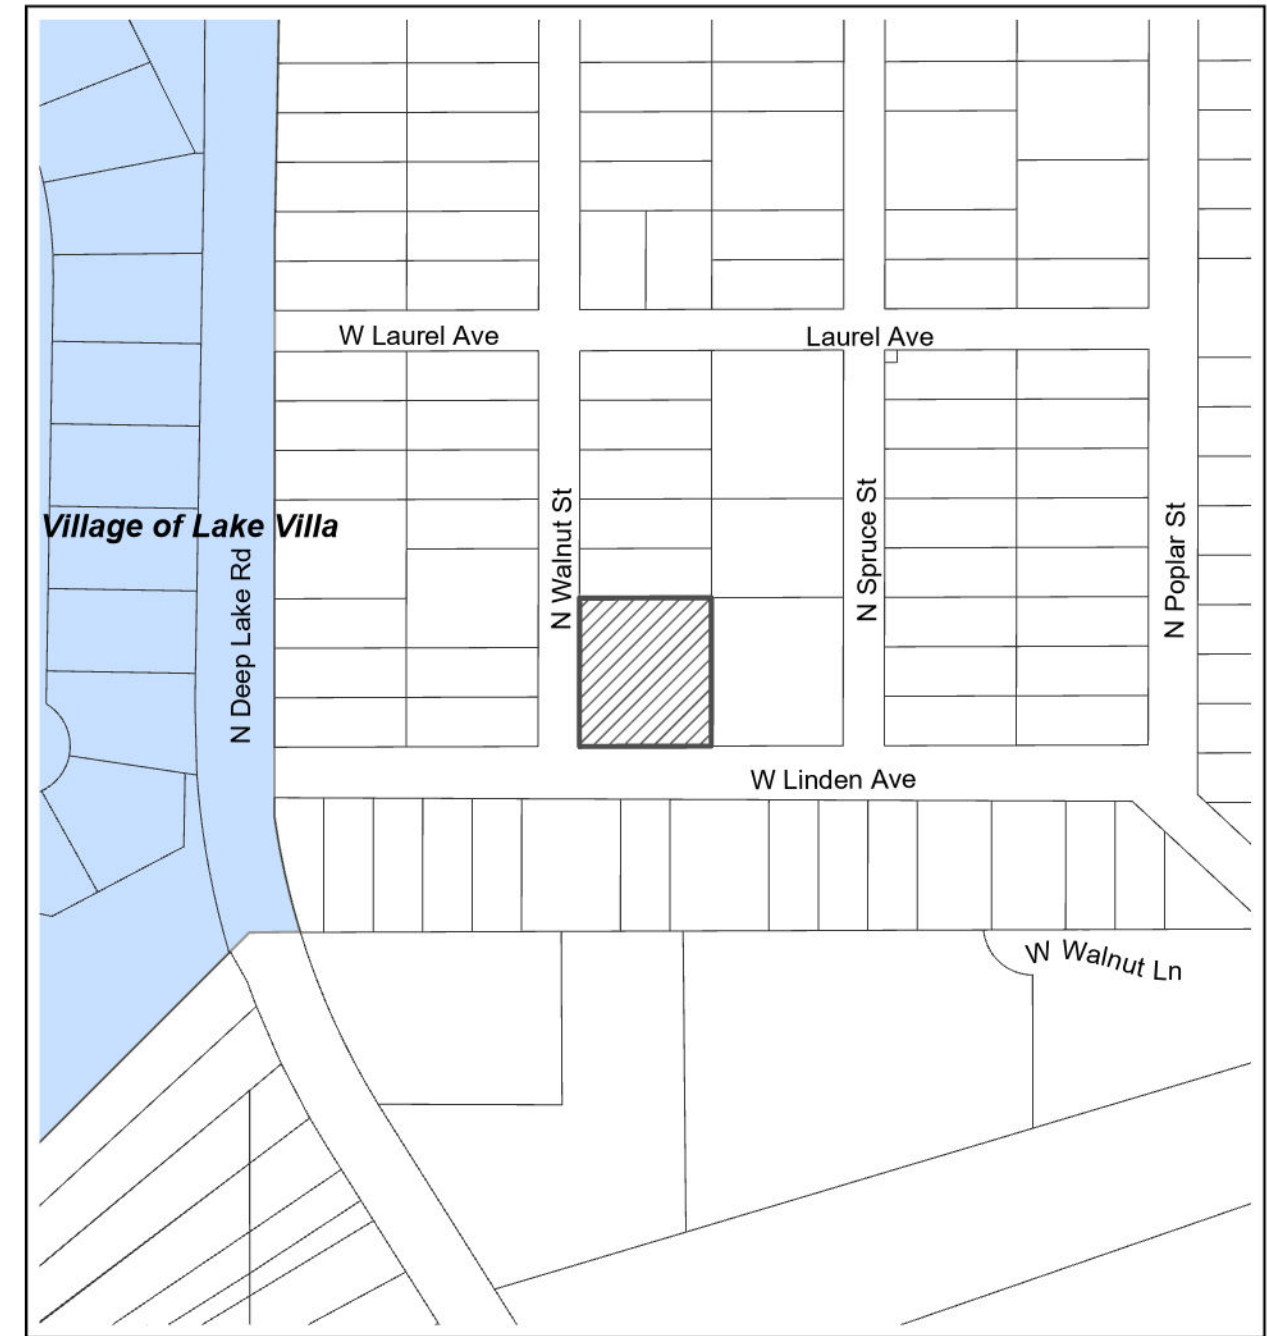 W Laurel Ave
Laurel Ave
Village of Lake Villa
N Deep Lake Rd
N Walnut St
N Spruce St
N Poplar St
W Linden Ave
W Walnut Ln